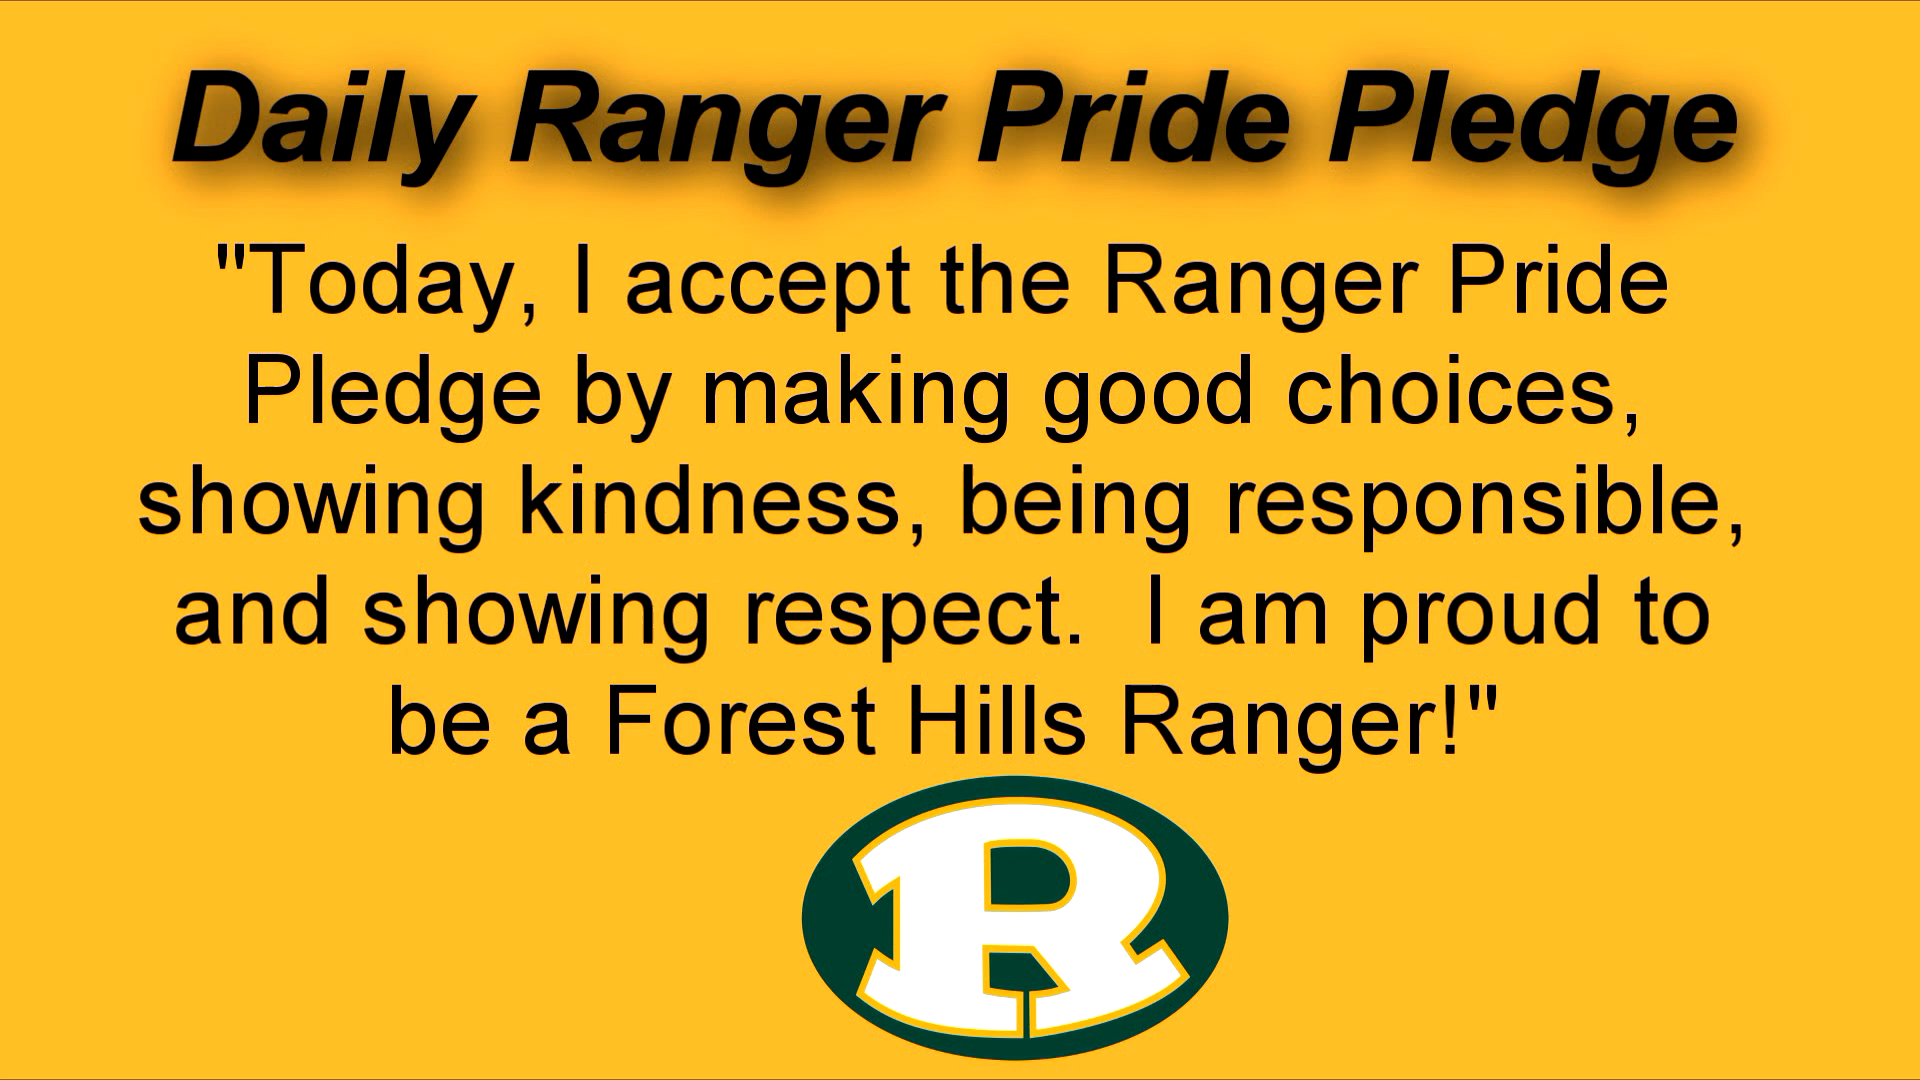 Daily Ranger Pride Pledge
"Today, I accept the Ranger Pride
Pledge by making good choices,
showing kindness, being responsible,
and showing respect.  I am proud to
be a Forest Hills Ranger!"
R